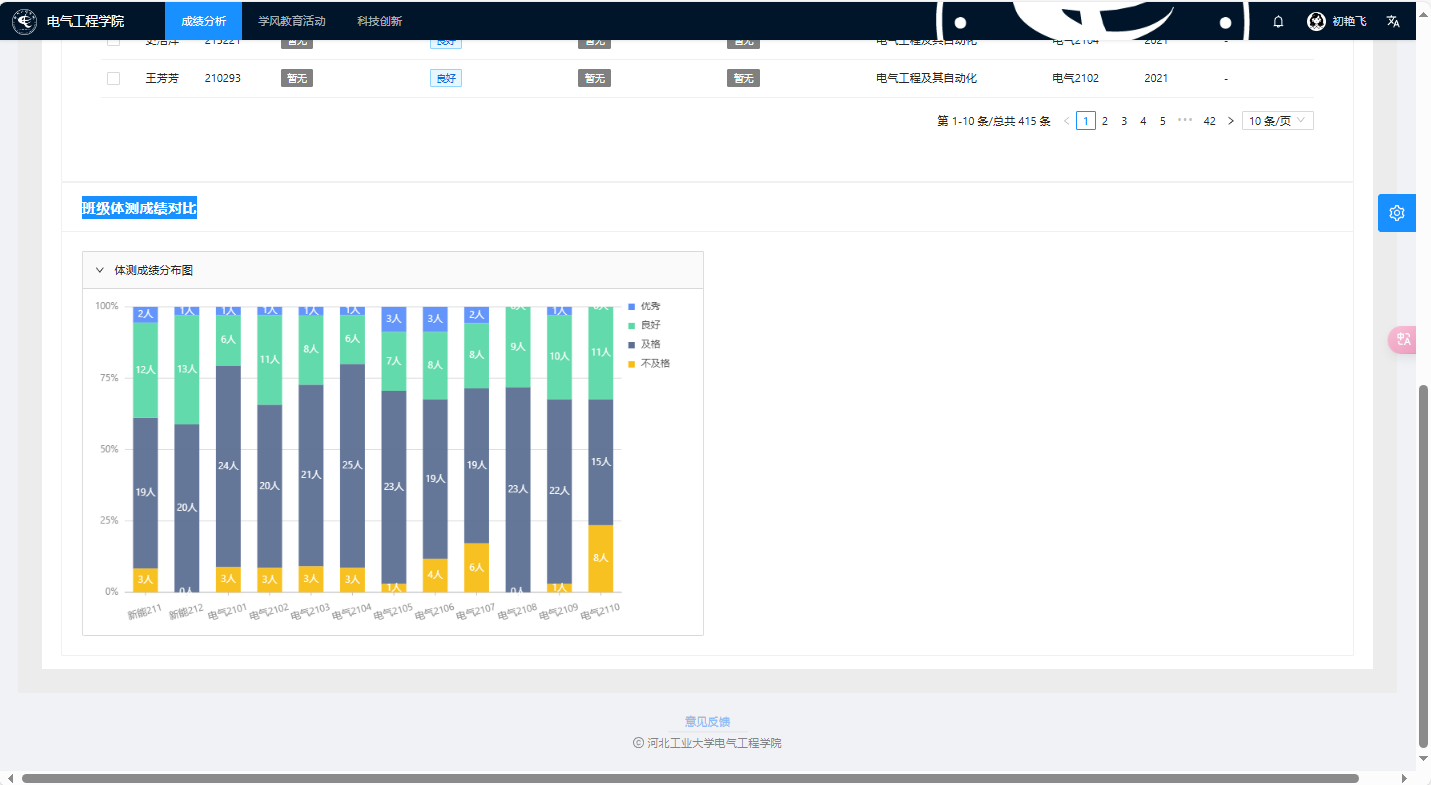 电气工程学院 成绩分析 学风教育活动 科技创新 初艳飞
215221 暂无 良好 暂无 暂无 电气工程及其自动化 电气2104 2021 -
王芳芳 210293 暂无 良好 暂无 暂无 电气工程及其自动化 电气2102 2021 -
第 1-10 条/总共 415 条 < 1 2 3 4 5 ••• 42 > 10 条/页
班级体测成绩对比
体测成绩分布图
100%
75%
50%
25%
0%
优秀
良好
及格
不及格
2人 1人 1人 1人 1人 1人 3人 3人 2人 0人 1人 0人
12人 13人 6人 11人 8人 6人 7人 8人 8人 9人 10人 11人
19人 20人 24人 20人 21人 25人 23人 19人 19人 23人 22人 15人
3人 0人 3人 3人 3人 3人 1人 4人 6人 0人 1人 8人
新能211 新能212 电气2101 电气2102 电气2103 电气2104 电气2105 电气2106 电气2107 电气2108 电气2109 电气2110
意见反馈
© 河北工业大学电气工程学院